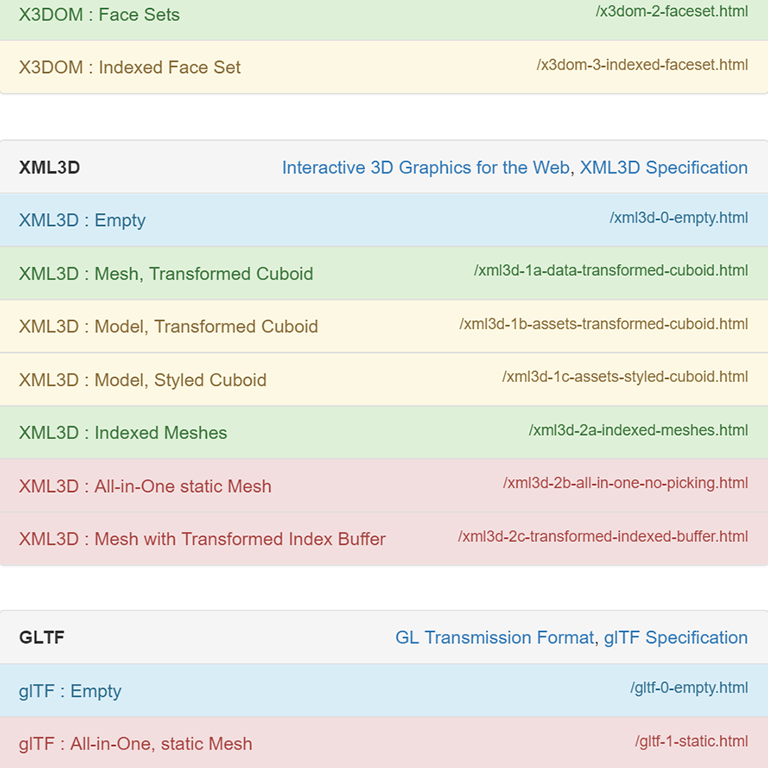 X3DOM : Face Sets /x3dom-2-faceset.html
X3DOM : Indexed Face Set /x3dom-3-indexed-faceset.html
XML3D Interactive 3D Graphics for the Web, XML3D Specification
XML3D : Empty /xml3d-0-empty.html
XML3D : Mesh, Transformed Cuboid /xml3d-1a-data-transformed-cuboid.html
XML3D : Model, Transformed Cuboid /xml3d-1b-assets-transformed-cuboid.html
XML3D : Model, Styled Cuboid /xml3d-1c-assets-styled-cuboid.html
XML3D : Indexed Meshes /xml3d-2a-indexed-meshes.html
XML3D : All-in-One static Mesh /xml3d-2b-all-in-one-no-picking.html
XML3D : Mesh with Transformed Index Buffer /xml3d-2c-transformed-indexed-buffer.html
GLTF GL Transmission Format, glTF Specification
glTF : Empty /gltf-0-empty.html
glTF : All-in-One, static Mesh /gltf-1-static.html